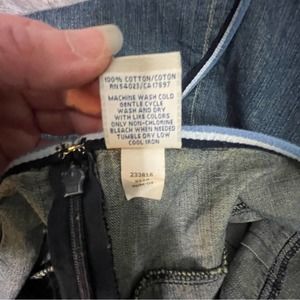 100% COTTON/COTON
RN 54023/CA 17897
MACHINE WASH COLD
GENTLE CYCLE
WASH AND DRY
WITH LIKE COLORS
ONLY NON-CHLORINE
BLEACH WHEN NEEDED
TUMBLE DRY LOW
COOL IRON